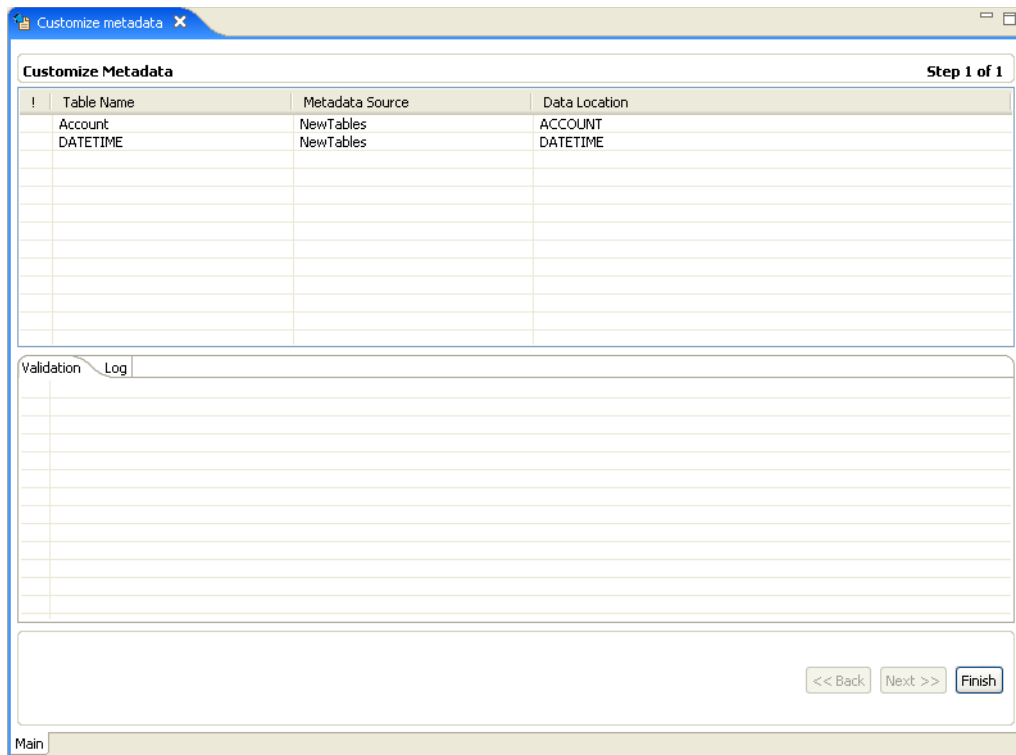 Customize metadata
Customize Metadata Step 1 of 1
! Table Name Metadata Source Data Location
Account NewTables ACCOUNT
DATETIME NewTables DATETIME
Validation Log
<< Back Next >> Finish
Main